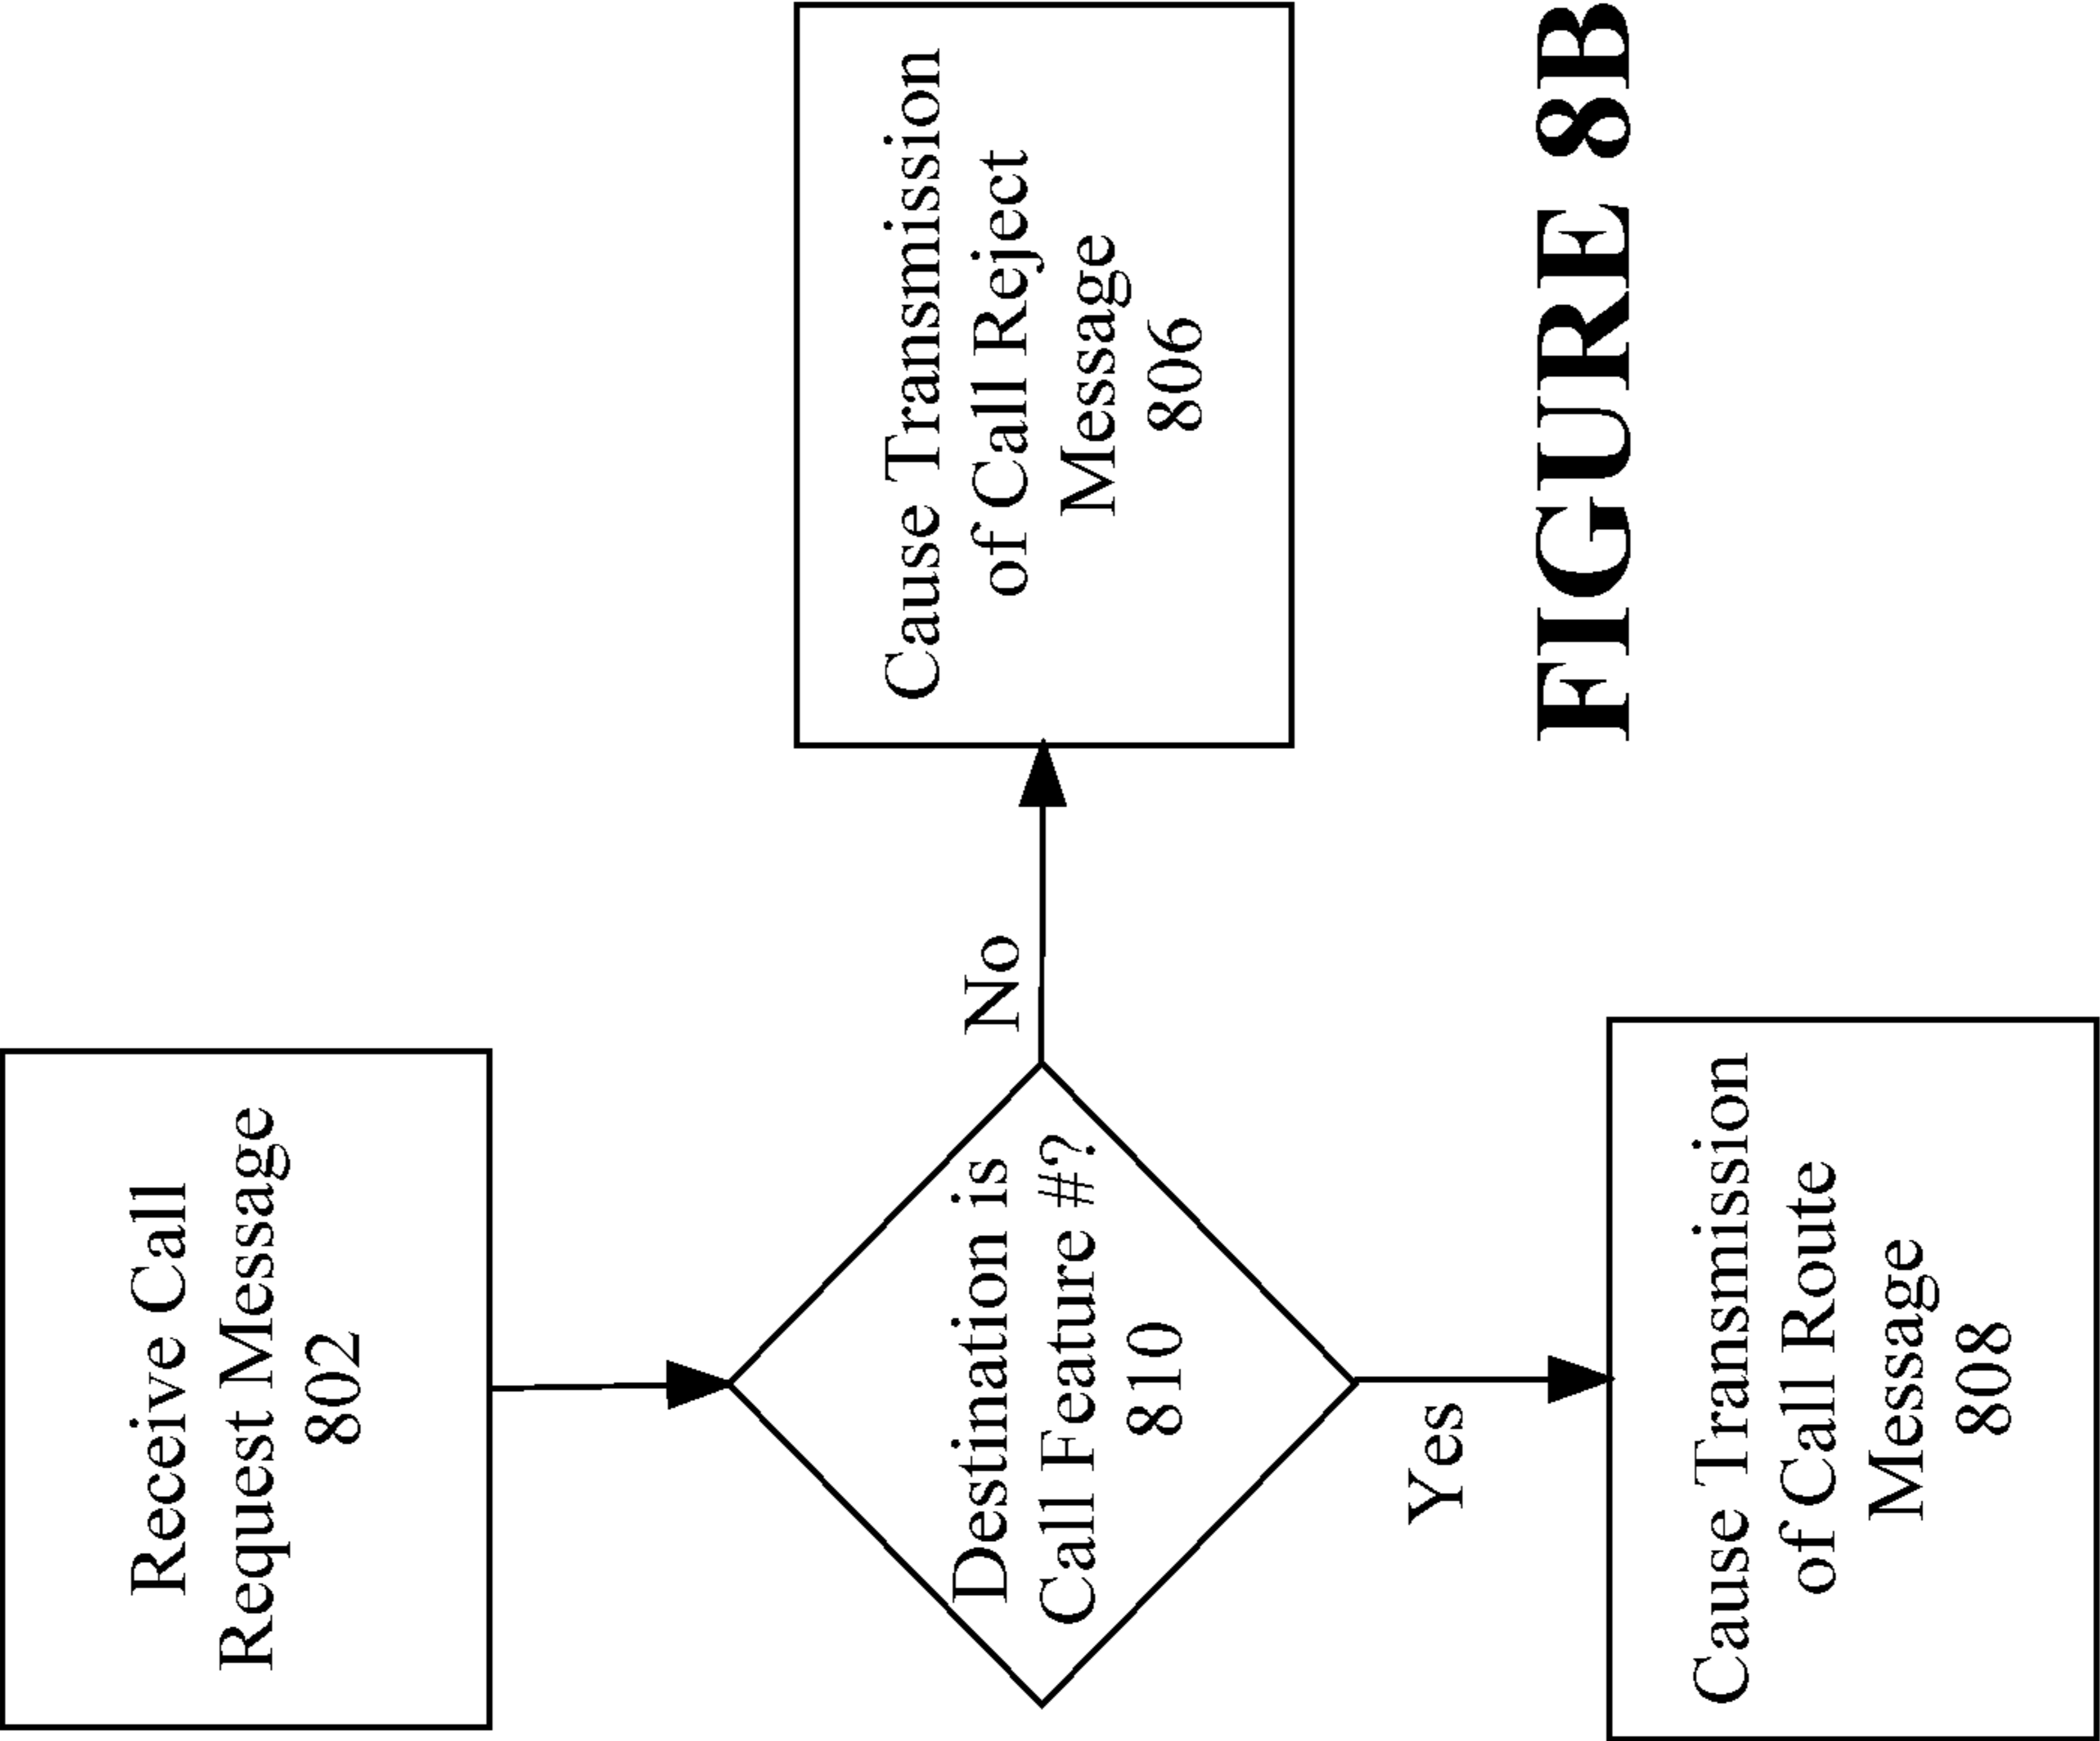 Receive Call
Request Message
802
Destination is
Call Feature #?
810
No
Cause Transmission
of Call Reject
Message
806
Yes
Cause Transmission
of Call Route
Message
808
FIGURE 8B